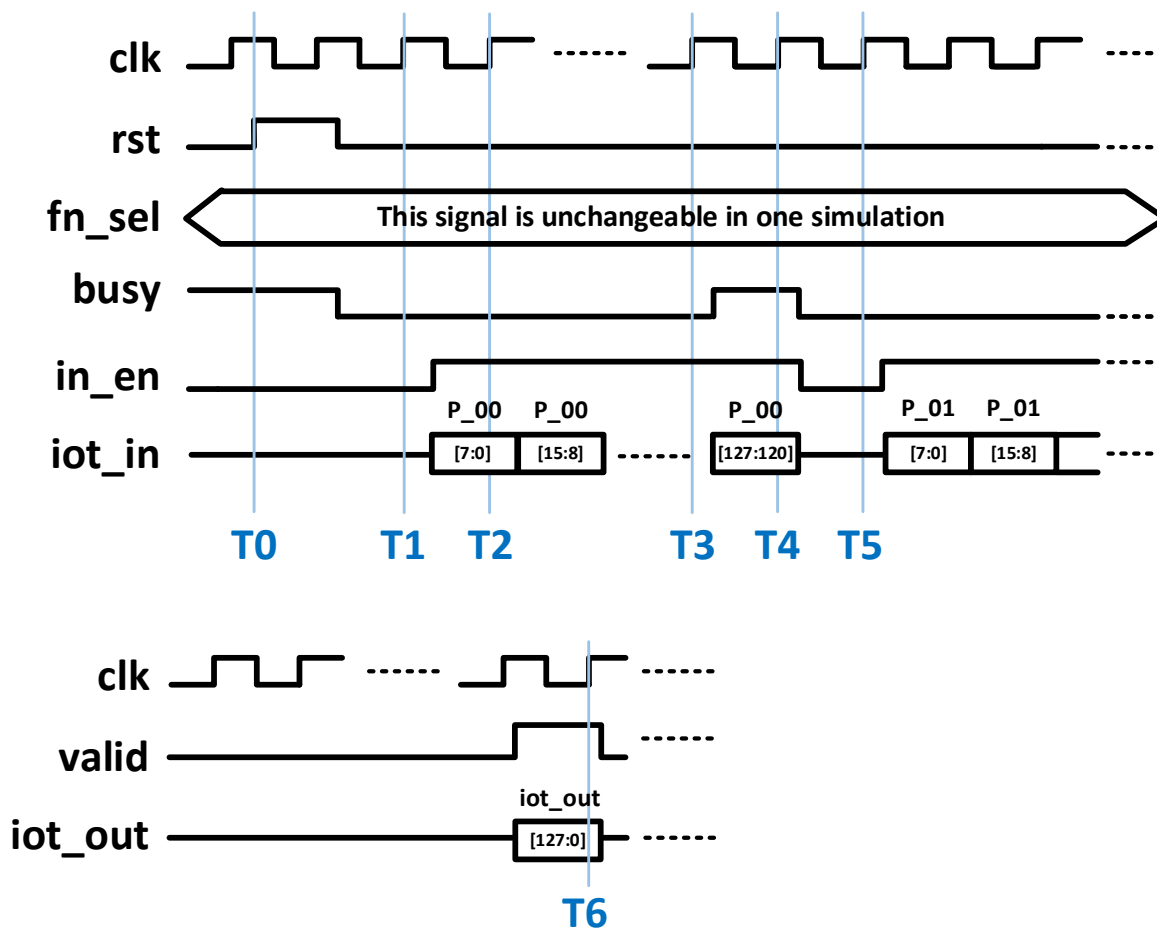 clk
rst
fn_sel
This signal is unchangeable in one simulation
busy
in_en
P_00 P_00 P_00 P_01 P_01
iot_in
[7:0] [15:8] [127:120] [7:0] [15:8]
T0 T1 T2 T3 T4 T5
clk
valid
iot_out
iot_out
[127:0]
T6